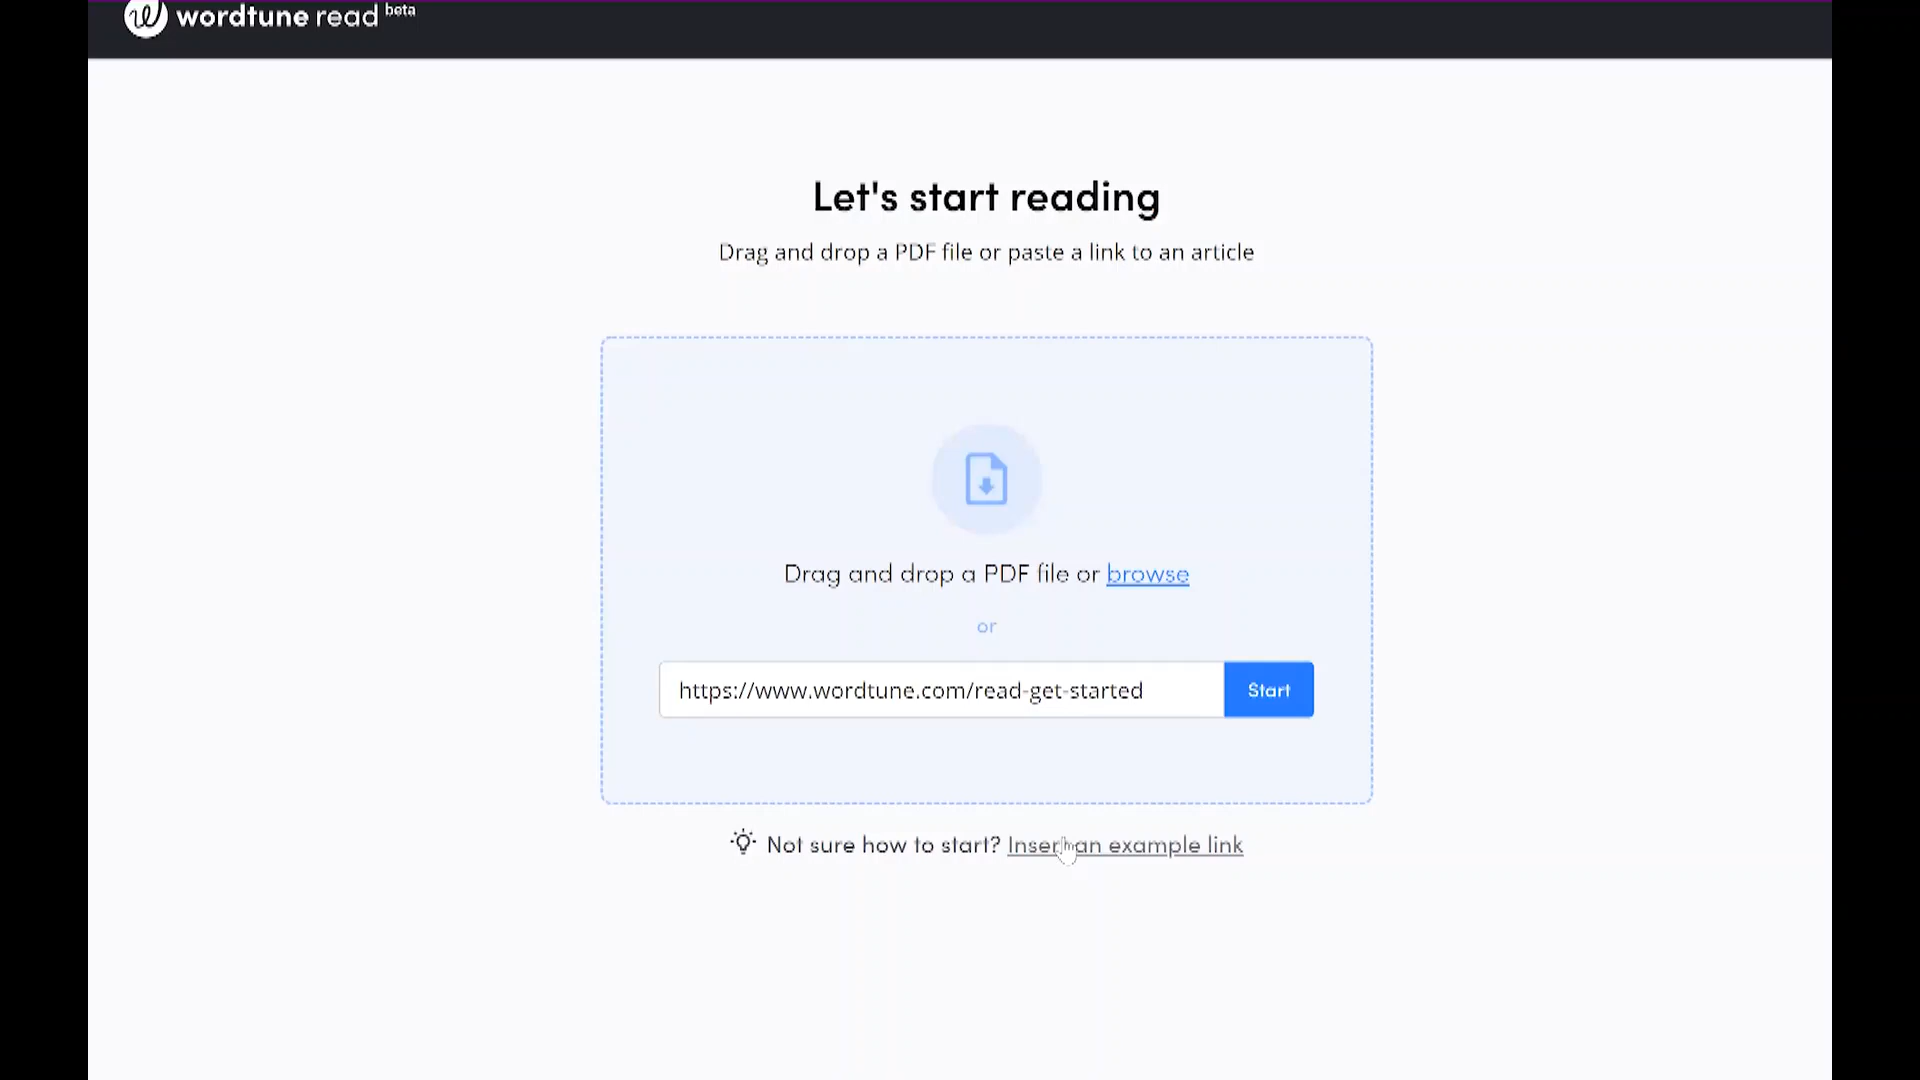 wordtune read beta
Let's start reading
Drag and drop a PDF file or paste a link to an article
Drag and drop a PDF file or browse
or
https://www.wordtune.com/read-get-started
Start
Not sure how to start? Insert an example link